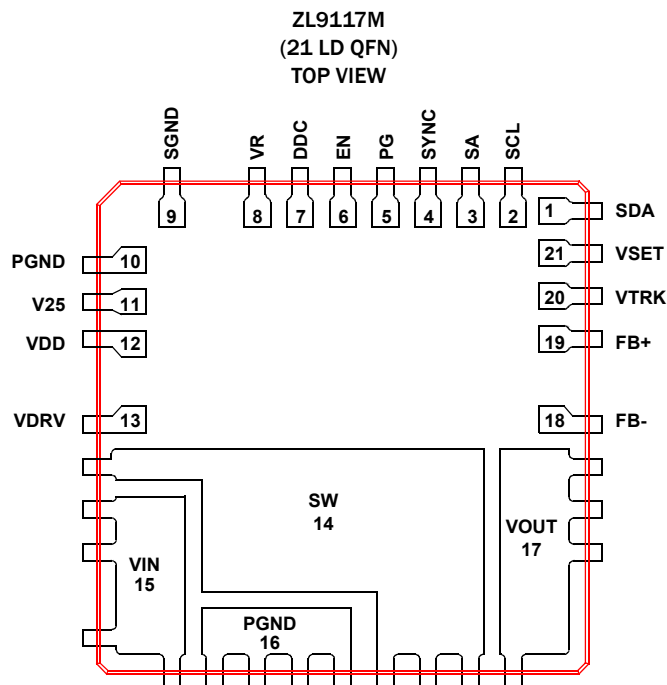 ZL9117M
(21 LD QFN)
TOP VIEW
SGND
VR
DDC
EN
PG
SYNC
SA
SCL
9
8
7
6
5
4
3
2
1 SDA
21 VSET
20 VTRK
19 FB+
18 FB-
PGND 10
V25 11
VDD 12
VDRV 13
SW
14
VOUT
17
VIN
15
PGND
16